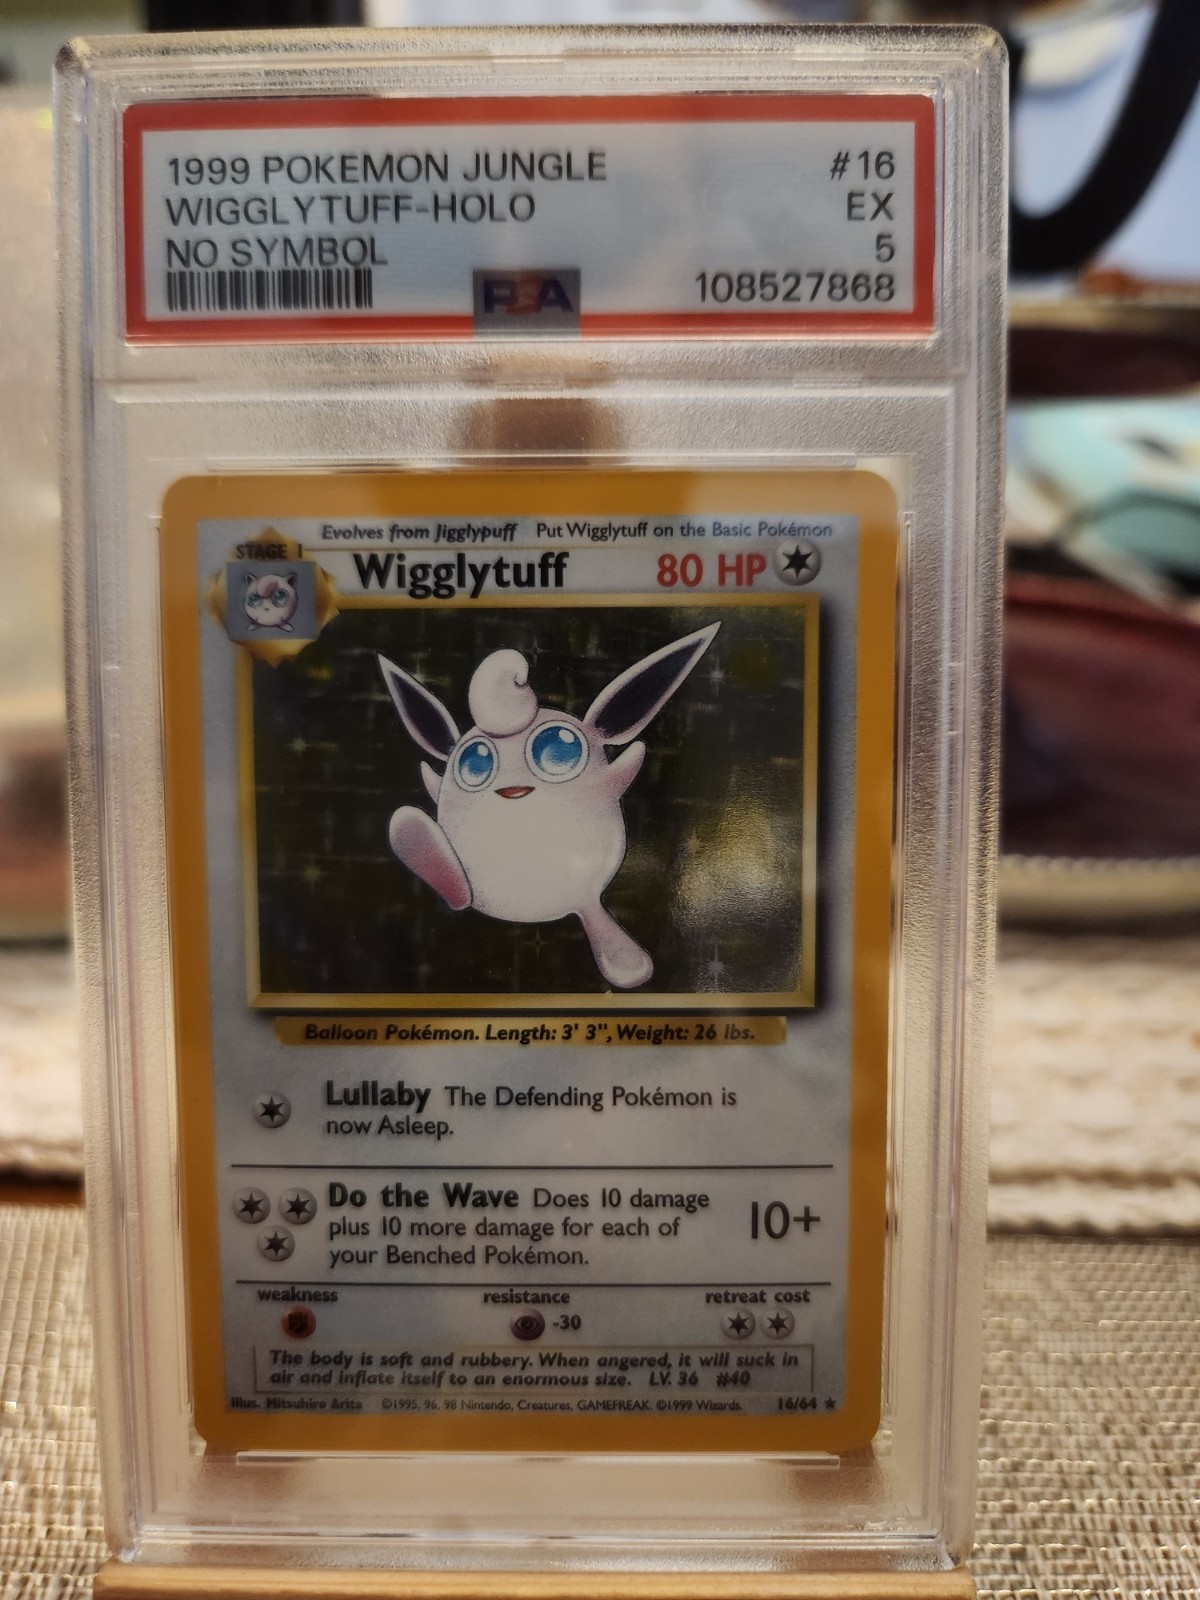 1999 POKEMON JUNGLE #16
WIGGLYTUFF-HOLO EX
NO SYMBOL 5
PSA 108527868
Evolves from Jigglypuff Put Wigglytuff on the Basic Pokémon
STAGE 1
Wigglytuff 80 HP
Balloon Pokémon. Length: 3' 3", Weight: 26 lbs.
Lullaby The Defending Pokémon is
now Asleep.
Do the Wave Does 10 damage
plus 10 more damage for each of
your Benched Pokémon.
10+
weakness resistance retreat cost
-30
The body is soft and rubbery. When angered, it will suck in
air and inflate itself to an enormous size. LV. 36 #40
Illus. Mitsuhiro Arita ©1995, 96, 98 Nintendo, Creatures, GAMEFREAK. ©1999 Wizards. 16/64 ★